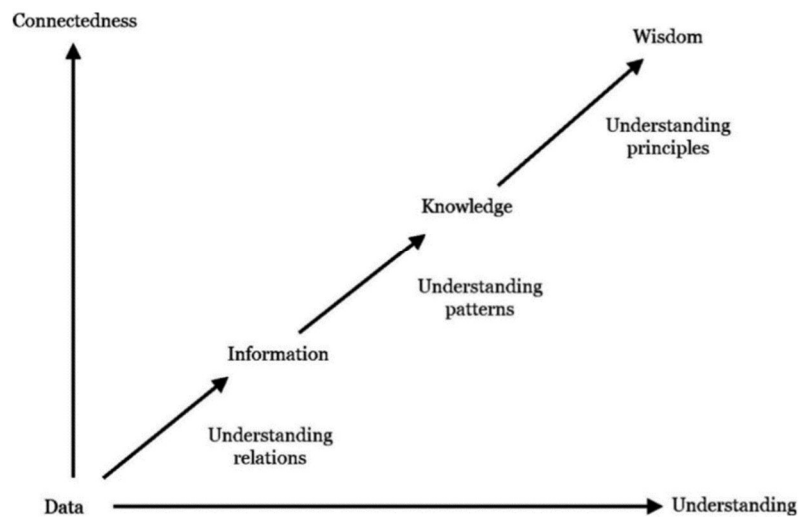 Connectedness
Wisdom
Understanding
principles
Knowledge
Understanding
patterns
Information
Understanding
relations
Data
Understanding